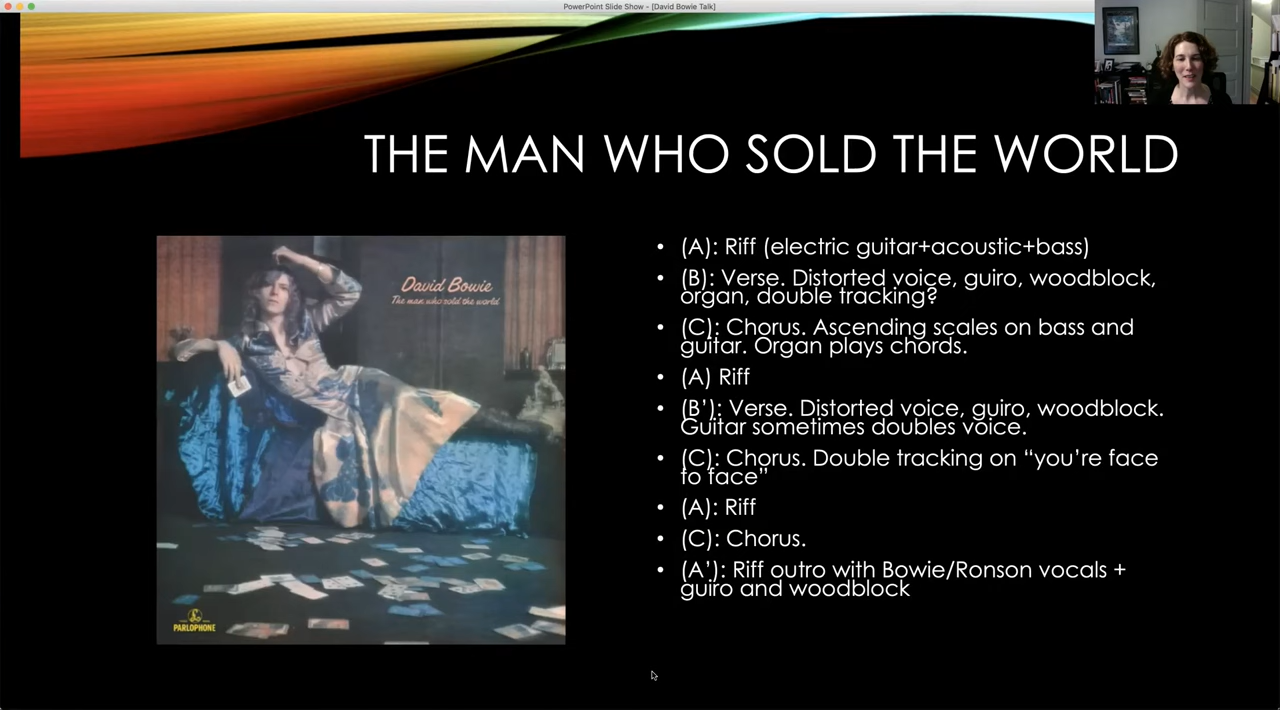 PowerPoint Slide Show - [David Bowie Talk]
THE MAN WHO SOLD THE WORLD
David Bowie
The man who sold the world
PARLOPHONE
• (A): Riff (electric guitar+acoustic+bass)
• (B): Verse. Distorted voice, guiro, woodblock,
organ, double tracking?
• (C): Chorus. Ascending scales on bass and
guitar. Organ plays chords.
• (A) Riff
• (B’): Verse. Distorted voice, guiro, woodblock.
Guitar sometimes doubles voice.
• (C): Chorus. Double tracking on “you’re face
to face”
• (A): Riff
• (C): Chorus.
• (A’): Riff outro with Bowie/Ronson vocals +
guiro and woodblock